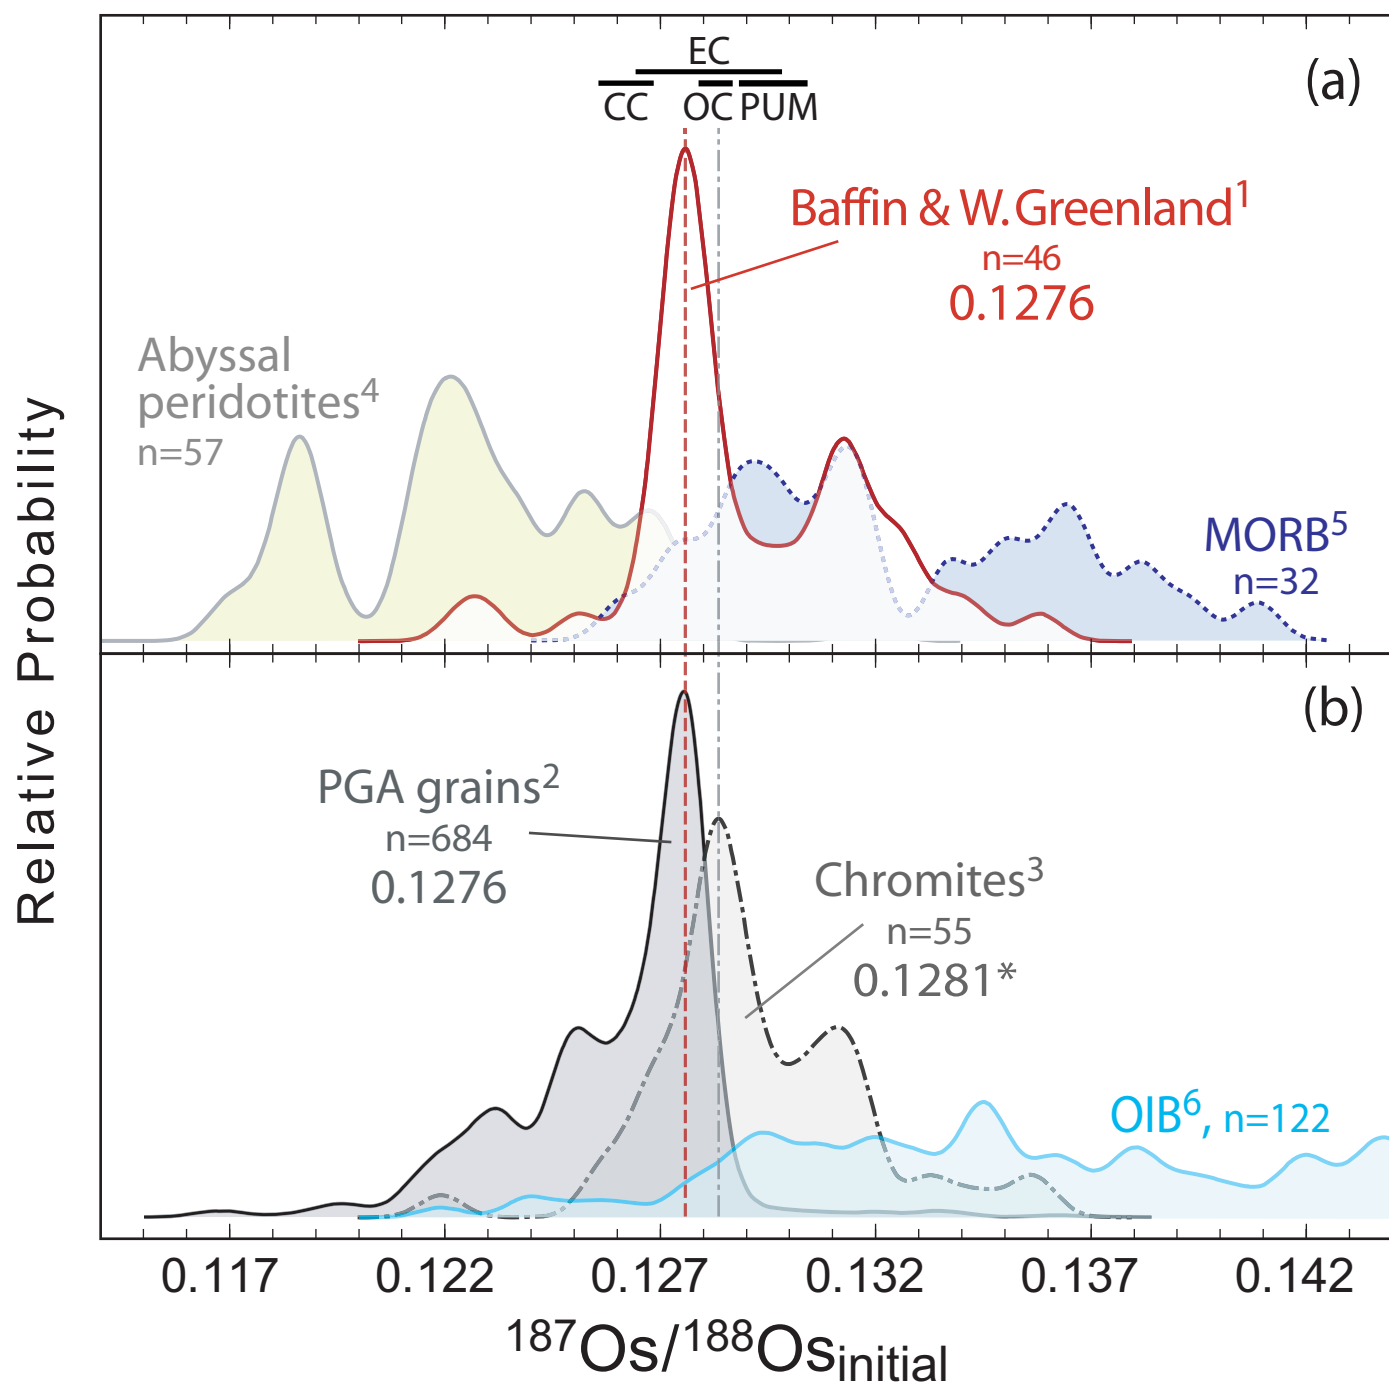 EC
CC OC PUM
(a)
Baffin & W. Greenland¹
n=46
0.1276
Abyssal
peridotites⁴
n=57
MORB⁵
n=32
Relative Probability
(b)
PGA grains²
n=684
0.1276
Chromites³
n=55
0.1281*
OIB⁶, n=122
0.117 0.122 0.127 0.132 0.137 0.142
¹⁸⁷Os/¹⁸⁸Os initial